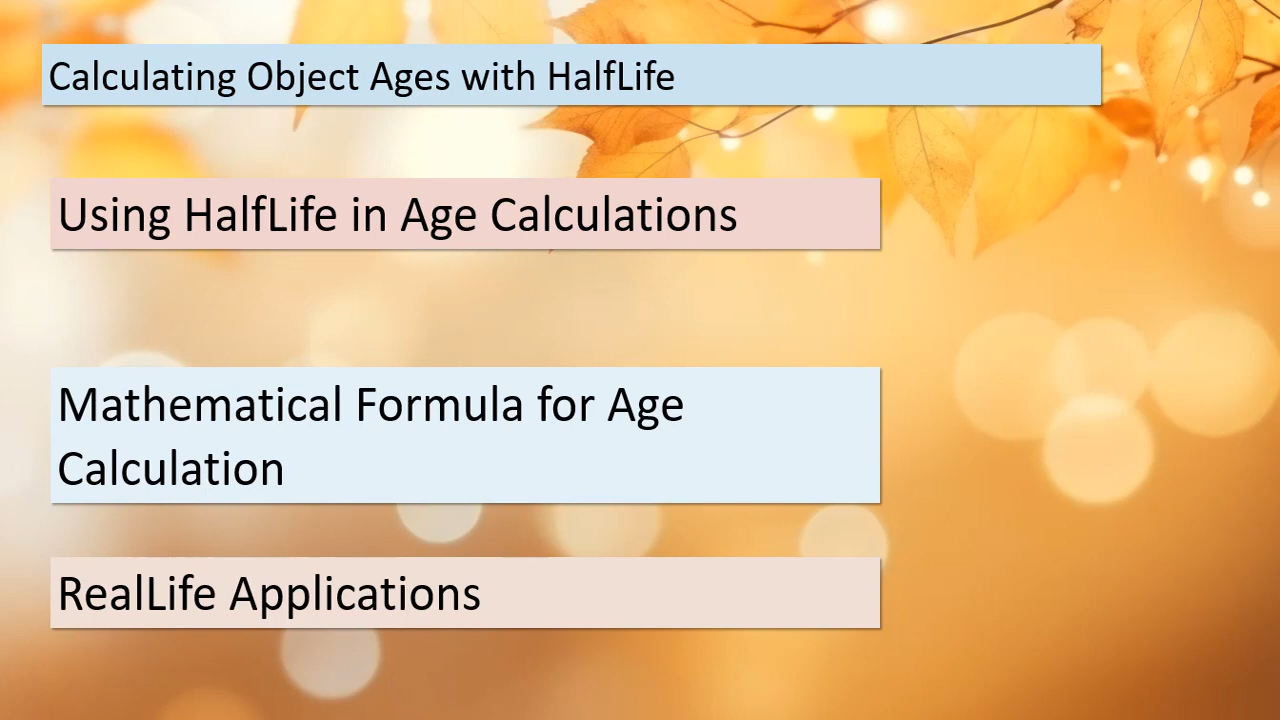 Calculating Object Ages with HalfLife
Using HalfLife in Age Calculations
Mathematical Formula for Age
Calculation
RealLife Applications